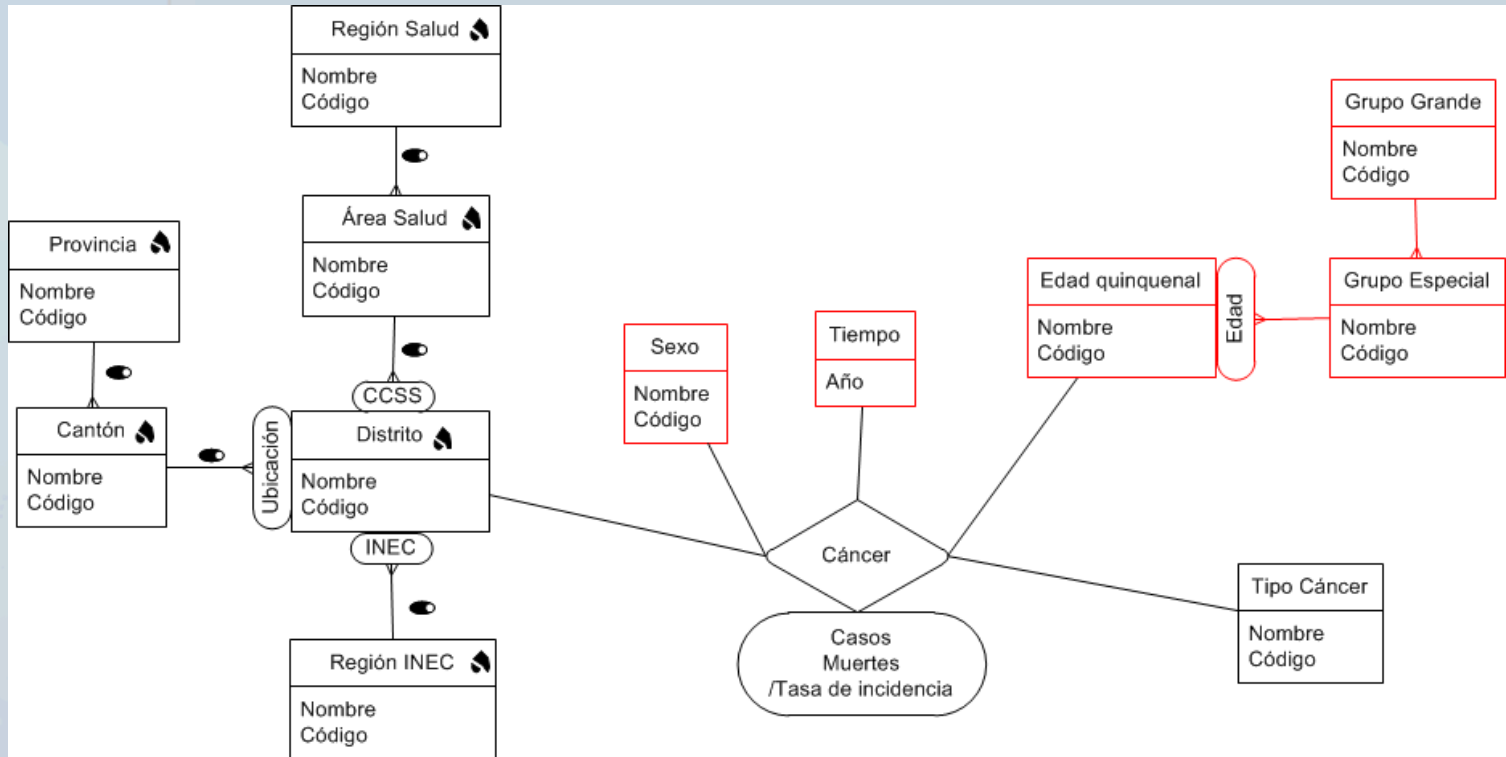 Región Salud
Nombre
Código
Área Salud
Nombre
Código
Provincia
Nombre
Código
Cantón
Nombre
Código
Ubicación
CCSS
Distrito
Nombre
Código
INEC
Región INEC
Nombre
Código
Sexo
Nombre
Código
Tiempo
Año
Edad quinquenal
Nombre
Código
Edad
Grupo Grande
Nombre
Código
Grupo Especial
Nombre
Código
Cáncer
Casos
Muertes
/Tasa de incidencia
Tipo Cáncer
Nombre
Código